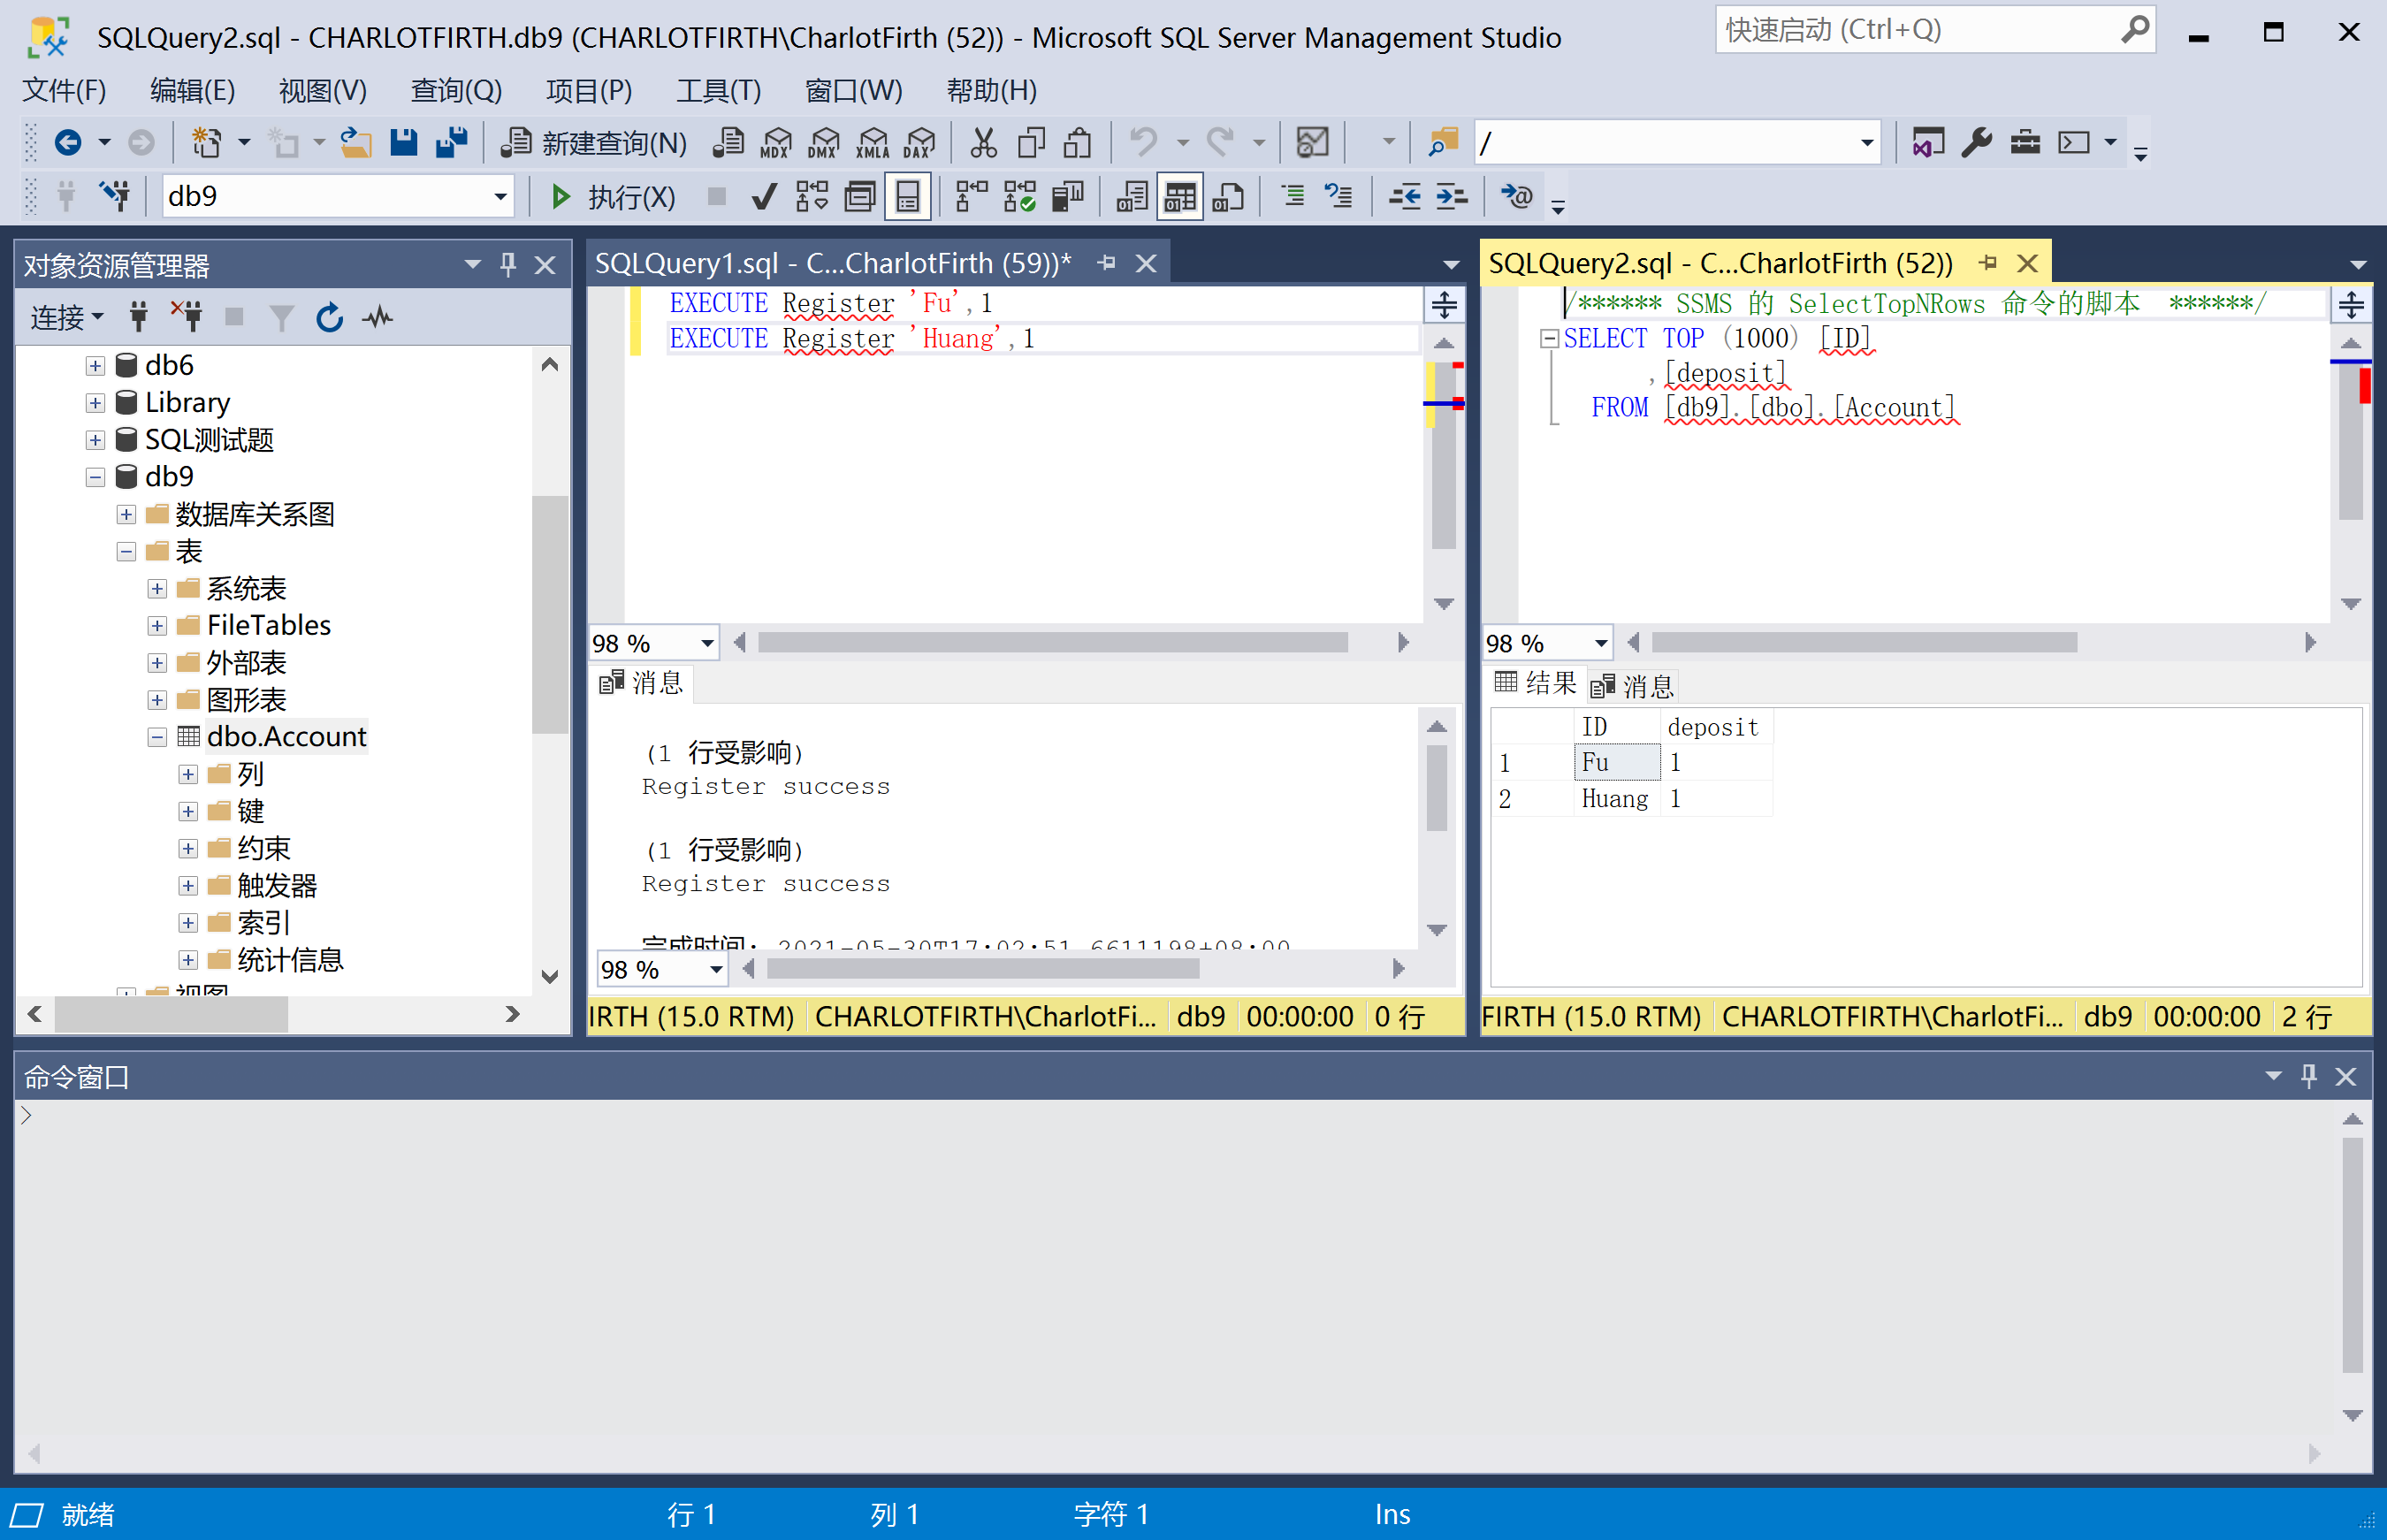 SQLQuery2.sql - CHARLOTFIRTH.db9 (CHARLOTFIRTH\CharlotFirth (52)) - Microsoft SQL Server Management Studio
快速启动 (Ctrl+Q)
文件(F) 编辑(E) 视图(V) 查询(Q) 项目(P) 工具(T) 窗口(W) 帮助(H)
新建查询(N) MDX DMX XMLA DAX /
db9 执行(X)
对象资源管理器
连接
db6
Library
SQL测试题
db9
数据库关系图
表
系统表
FileTables
外部表
图形表
dbo.Account
列
键
约束
触发器
索引
统计信息
视图
SQLQuery1.sql - C...CharlotFirth (59))*
EXECUTE Register 'Fu',1
EXECUTE Register 'Huang',1
98 %
消息
(1 行受影响)
Register success
(1 行受影响)
Register success
完成时间: 2021-05-30T17:02:51.6611198+08:00
98 %
IRTH (15.0 RTM) CHARLOTFIRTH\CharlotFi... db9 00:00:00 0 行
SQLQuery2.sql - C...CharlotFirth (52))
/****** SSMS 的 SelectTopNRows 命令的脚本 ******/
SELECT TOP (1000) [ID]
,[deposit]
FROM [db9].[dbo].[Account]
98 %
结果 消息
ID deposit
1 Fu 1
2 Huang 1
FIRTH (15.0 RTM) CHARLOTFIRTH\CharlotFi... db9 00:00:00 2 行
命令窗口
>
就绪 行 1 列 1 字符 1 Ins